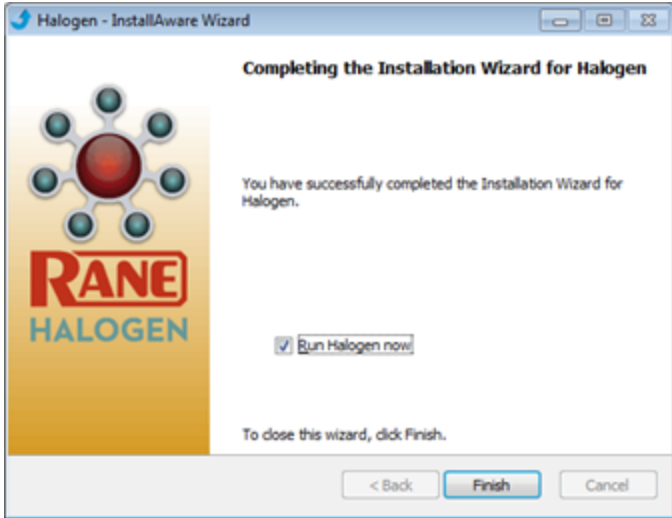 Halogen - InstallAware Wizard
Completing the Installation Wizard for Halogen
You have successfully completed the Installation Wizard for
Halogen.
RANE
HALOGEN
Run Halogen now
To close this wizard, click Finish.
< Back
Finish
Cancel